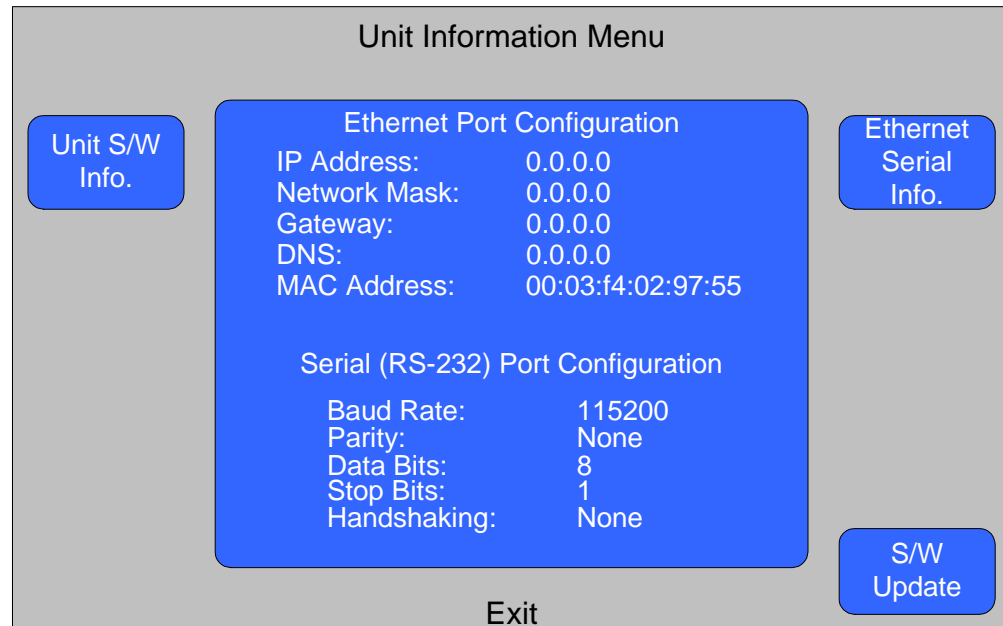 Unit Information Menu
Unit S/W
Info.
Ethernet Port Configuration
IP Address: 0.0.0.0
Network Mask: 0.0.0.0
Gateway: 0.0.0.0
DNS: 0.0.0.0
MAC Address: 00:03:f4:02:97:55
Serial (RS-232) Port Configuration
Baud Rate: 115200
Parity: None
Data Bits: 8
Stop Bits: 1
Handshaking: None
Ethernet
Serial
Info.
S/W
Update
Exit